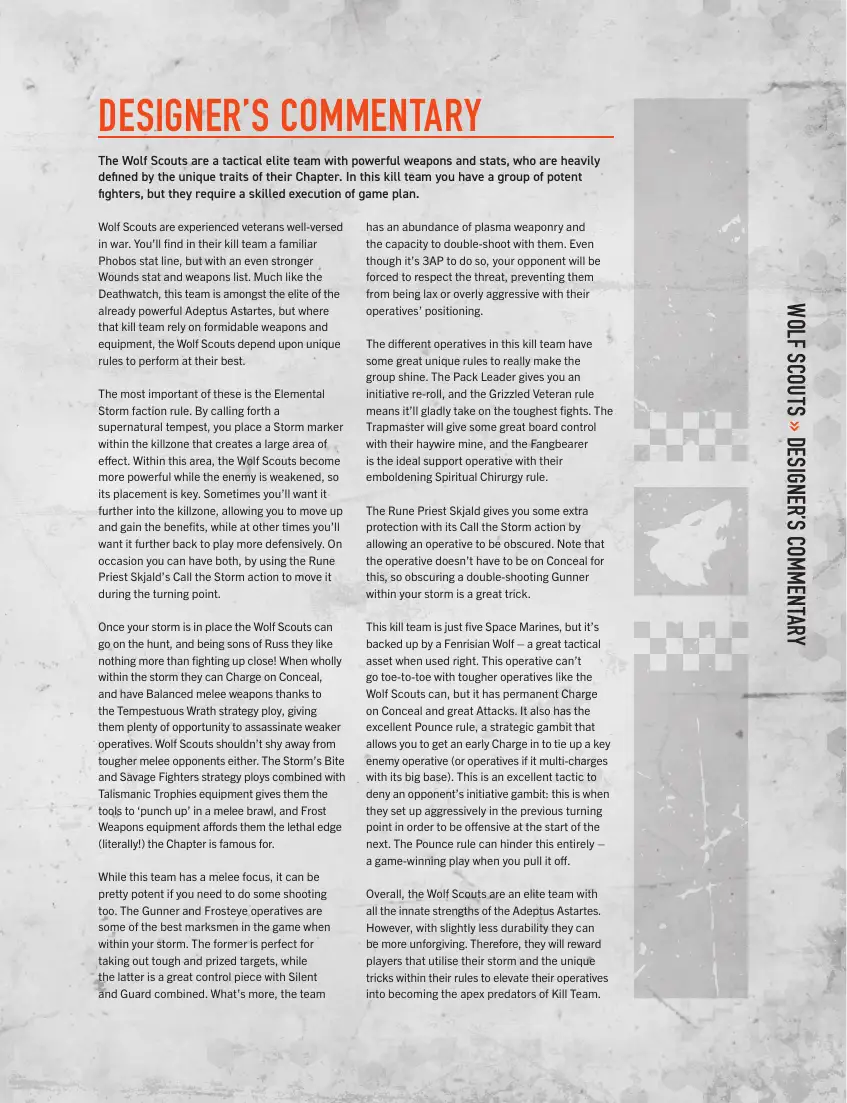 DESIGNER'S COMMENTARY
The Wolf Scouts are a tactical elite team with powerful weapons and stats, who are heavily
defined by the unique traits of their Chapter. In this kill team you have a group of potent
fighters, but they require a skilled execution of game plan.
Wolf Scouts are experienced veterans well-versed
in war. You'll find in their kill team a familiar
Phobos stat line, but with an even stronger
Wounds stat and weapons list. Much like the
Deathwatch, this team is amongst the elite of the
already powerful Adeptus Astartes, but where
that kill team rely on formidable weapons and
equipment, the Wolf Scouts depend upon unique
rules to perform at their best.
The most important of these is the Elemental
Storm faction rule. By calling forth a
supernatural tempest, you place a Storm marker
within the killzone that creates a large area of
effect. Within this area, the Wolf Scouts become
more powerful while the enemy is weakened, so
its placement is key. Sometimes you'll want it
further into the killzone, allowing you to move up
and gain the benefits, while at other times you'll
want it further back to play more defensively. On
occasion you can have both, by using the Rune
Priest Skjald's Call the Storm action to move it
during the turning point.
Once your storm is in place the Wolf Scouts can
go on the hunt, and being sons of Russ they like
nothing more than fighting up close! When wholly
within the storm they can Charge on Conceal,
and have Balanced melee weapons thanks to
the Tempestuous Wrath strategy ploy, giving
them plenty of opportunity to assassinate weaker
operatives. Wolf Scouts shouldn't shy away from
tougher melee opponents either. The Storm's Bite
and Savage Fighters strategy ploys combined with
Talismanic Trophies equipment gives them the
tools to 'punch up' in a melee brawl, and Frost
Weapons equipment affords them the lethal edge
(literally!) the Chapter is famous for.
While this team has a melee focus, it can be
pretty potent if you need to do some shooting
too. The Gunner and Frosteye operatives are
some of the best marksmen in the game when
within your storm. The former is perfect for
taking out tough and prized targets, while
the latter is a great control piece with Silent
and Guard combined. What's more, the team
has an abundance of plasma weaponry and
the capacity to double-shoot with them. Even
though it's 3AP to do so, your opponent will be
forced to respect the threat, preventing them
from being lax or overly aggressive with their
operatives' positioning.
The different operatives in this kill team have
some great unique rules to really make the
group shine. The Pack Leader gives you an
initiative re-roll, and the Grizzled Veteran rule
means it'll gladly take on the toughest fights. The
Trapmaster will give some great board control
with their haywire mine, and the Fangbearer
is the ideal support operative with their
emboldening Spiritual Chirurgy rule.
The Rune Priest Skjald gives you some extra
protection with its Call the Storm action by
allowing an operative to be obscured. Note that
the operative doesn't have to be on Conceal for
this, so obscuring a double-shooting Gunner
within your storm is a great trick.
This kill team is just five Space Marines, but it's
backed up by a Fenrisian Wolf – a great tactical
asset when used right. This operative can't
go toe-to-toe with tougher operatives like the
Wolf Scouts can, but it has permanent Charge
on Conceal and great Attacks. It also has the
excellent Pounce rule, a strategic gambit that
allows you to get an early Charge in to tie up a key
enemy operative (or operatives if it multi-charges
with its big base). This is an excellent tactic to
deny an opponent's initiative gambit: this is when
they set up aggressively in the previous turning
point in order to be offensive at the start of the
next. The Pounce rule can hinder this entirely –
a game-winning play when you pull it off.
Overall, the Wolf Scouts are an elite team with
all the innate strengths of the Adeptus Astartes.
However, with slightly less durability they can
be more unforgiving. Therefore, they will reward
players that utilise their storm and the unique
tricks within their rules to elevate their operatives
into becoming the apex predators of Kill Team.
WOLF SCOUTS » DESIGNER'S COMMENTARY